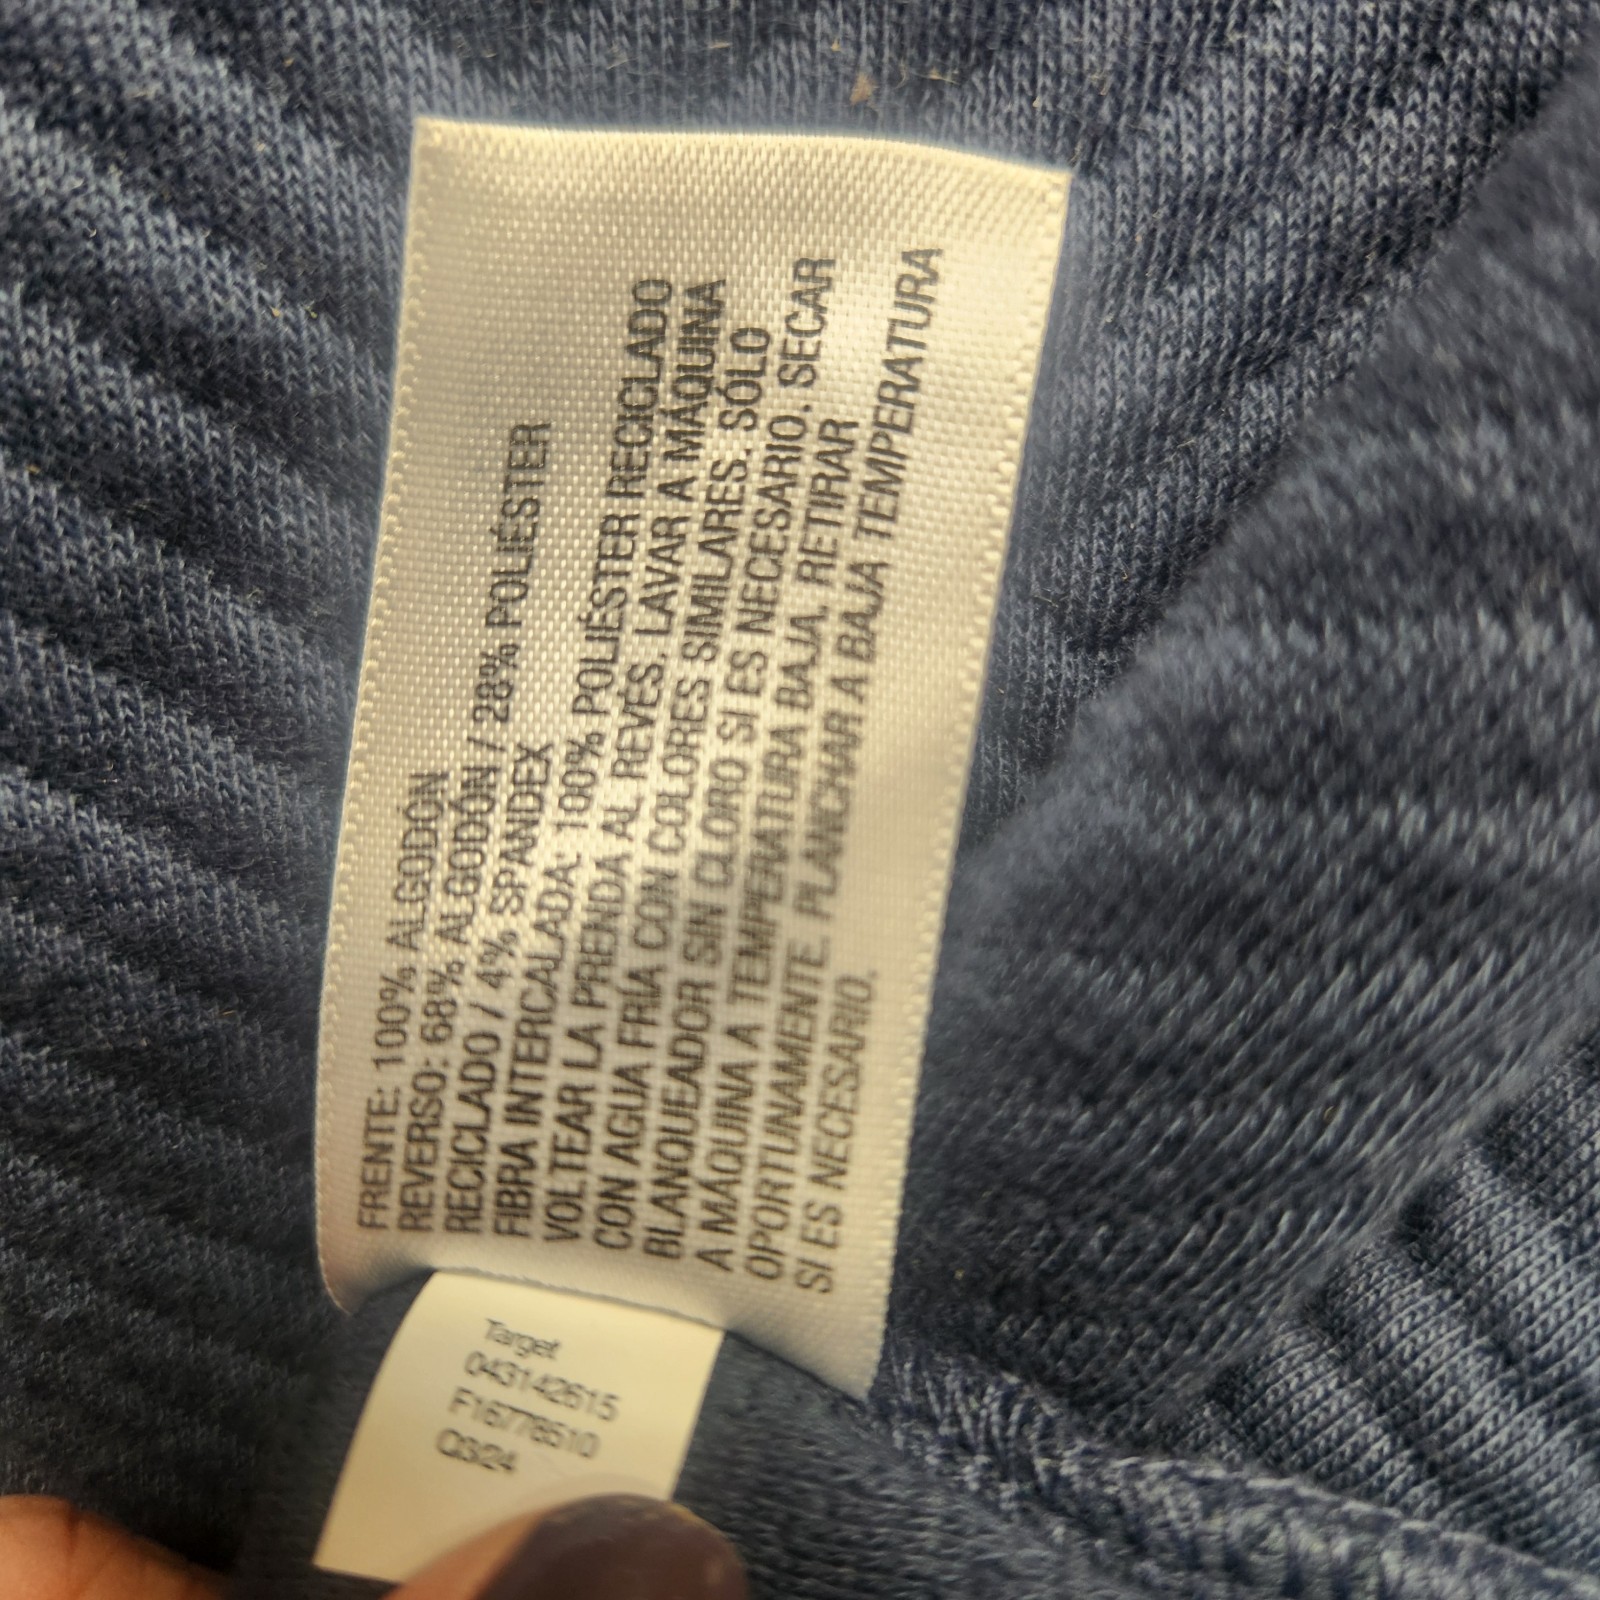 FRENTE: 100% ALGODÓN
REVERSO: 68% ALGODÓN / 28% POLIÉSTER
RECICLADO / 4% SPANDEX
FIBRA INTERCALADA: 100% POLIÉSTER RECICLADO
VOLTEAR LA PRENDA AL REVÉS. LAVAR A MÁQUINA
CON AGUA FRÍA CON COLORES SIMILARES. SÓLO
BLANQUEADOR SIN CLORO SI ES NECESARIO. SECAR
A MÁQUINA A TEMPERATURA BAJA. RETIRAR
OPORTUNAMENTE. PLANCHAR A BAJA TEMPERATURA
SI ES NECESARIO.
Target
043142615
F16778510
Q3/24